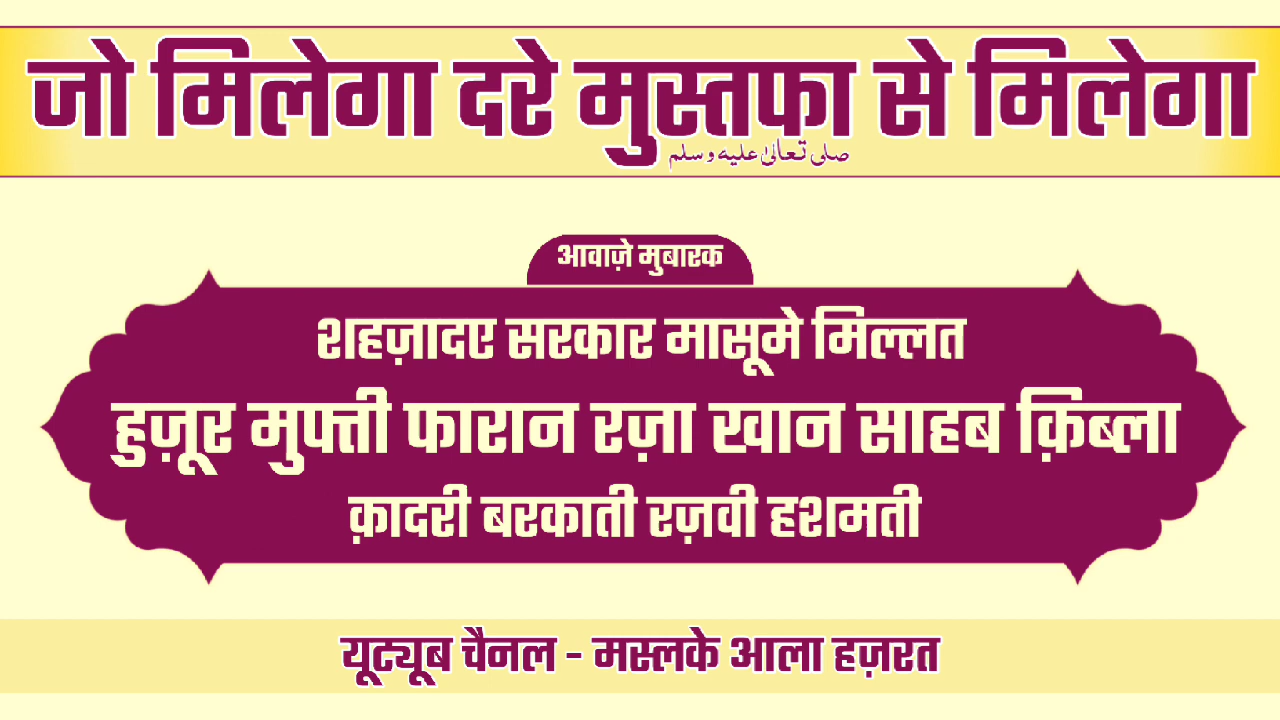 जो मिलेगा दरे मुस्तफा से मिलेगा
صلی تعالیٰ علیہ وسلم
आवाज़े मुबारक
शहज़ादए सरकार मासूमे मिल्लत
हुज़ूर मुफ्ती फारान रज़ा खान साहब क़िब्ला
क़ादरी बरकाती रज़वी हशमती
यूट्यूब चैनल - मस्लके आला हज़रत